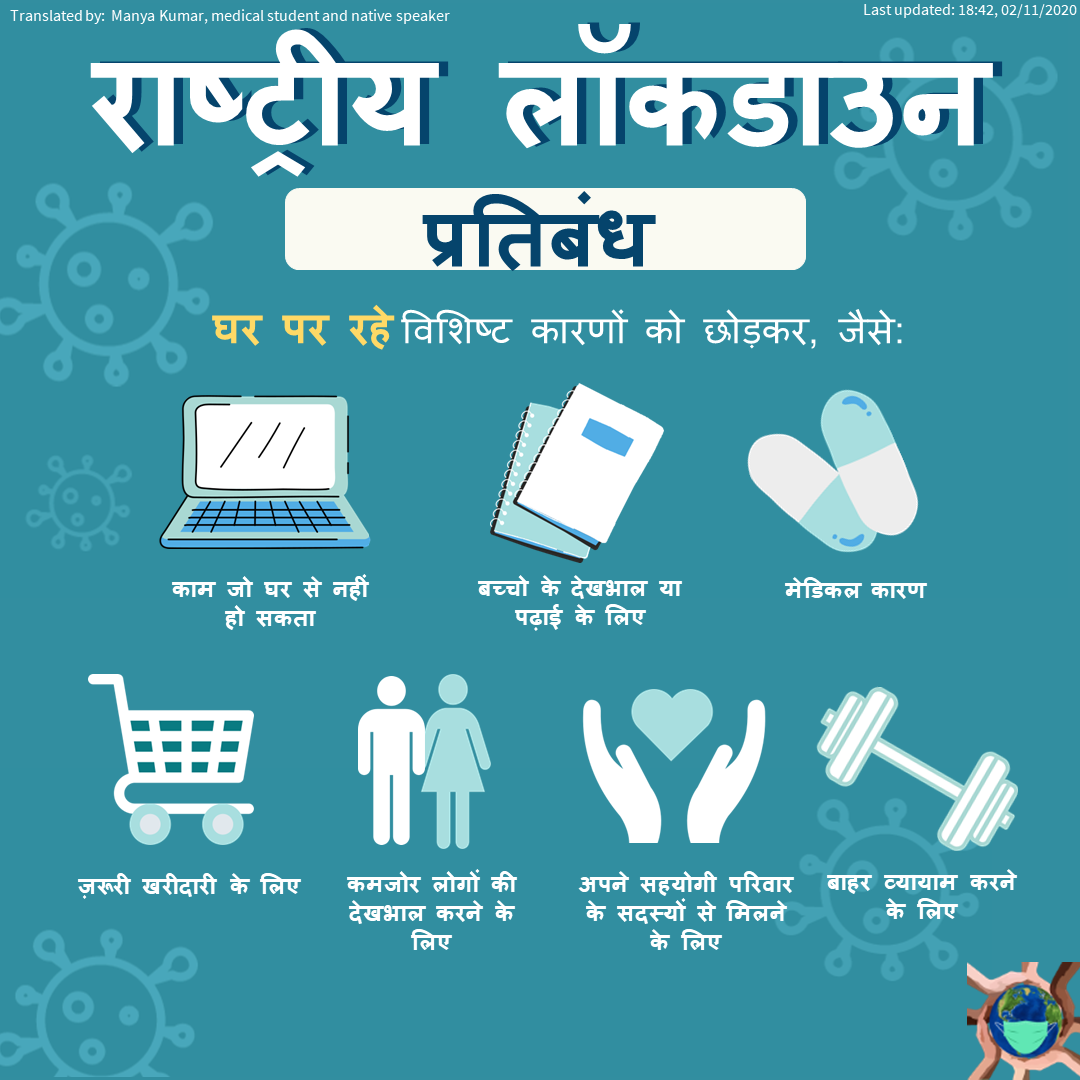 Translated by: Manya Kumar, medical student and native speaker
Last updated: 18:42, 02/11/2020
राष्ट्रीय लॉकडाउन
प्रतिबंध
घर पर रहे विशिष्ट कारणों को छोड़कर, जैसे:
काम जो घर से नहीं
हो सकता
बच्चो के देखभाल या
पढ़ाई के लिए
मेडिकल कारण
ज़रूरी खरीदारी के लिए
कमजोर लोगों की
देखभाल करने के
लिए
अपने सहयोगी परिवार
के सदस्यों से मिलने
के लिए
बाहर व्यायाम करने
के लिए